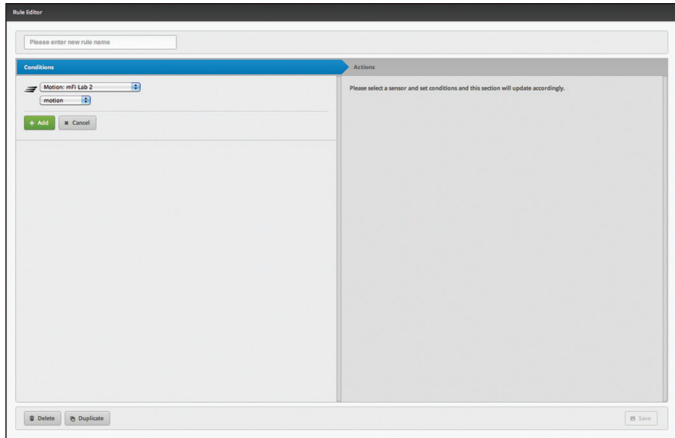 Rule Editor
Please enter new rule name
Conditions
Actions
Motion: mFi Lab 2
motion
+ Add
✖ Cancel
Please select a sensor and set conditions and this section will update accordingly.
Delete
Duplicate
Save